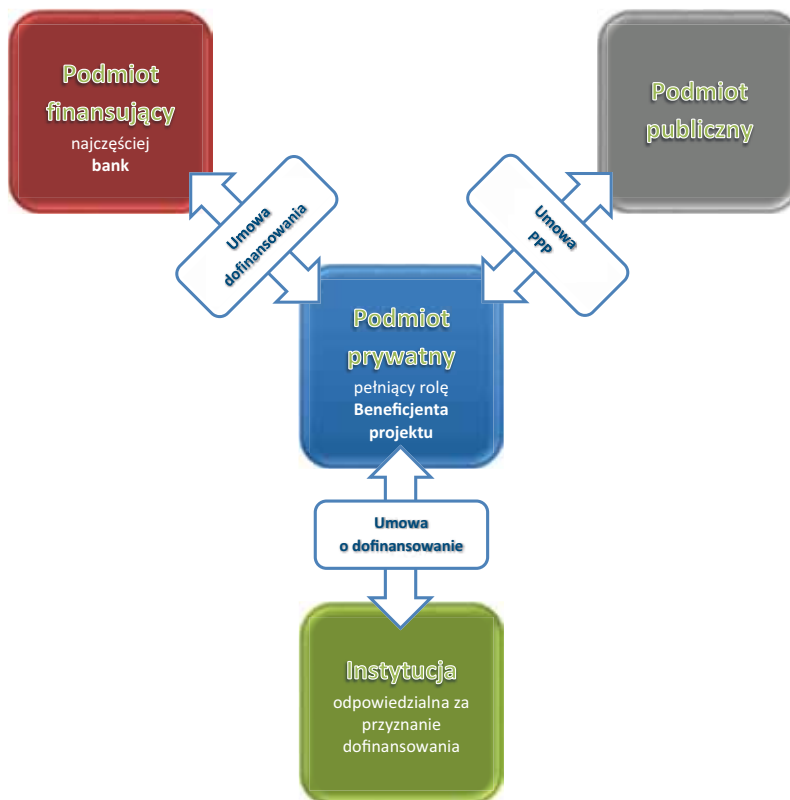 Podmiot
finansujący
najczęściej
bank
Podmiot
publiczny
Umowa
dofinansowania
Umowa
PPP
Podmiot
prywatny
pełniący rolę
Beneficjenta
projektu
Umowa
o dofinansowanie
Instytucja
odpowiedzialna za
przyznanie
dofinansowania